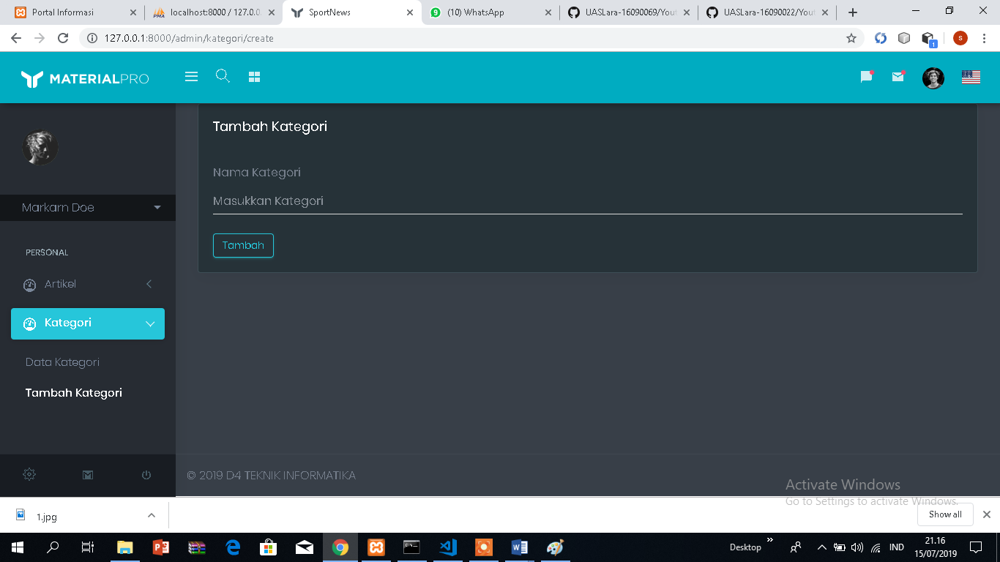 Portal Informasi
localhost:8000 / 127.0.0.
SportNews
(10) WhatsApp
UASLara-16090069/Yout
UASLara-16090022/Yout
127.0.0.1:8000/admin/kategori/create
s
1
MATERIALPRO
Tambah Kategori
Nama Kategori
Masukkan Kategori
Tambah
Markarn Doe
PERSONAL
Artikel
Kategori
Data Kategori
Tambah Kategori
© 2019 D4 TEKNIK INFORMATIKA
Activate Windows
Go to Settings to activate Windows.
1.jpg
Show all
Desktop
IND
21.16
15/07/2019